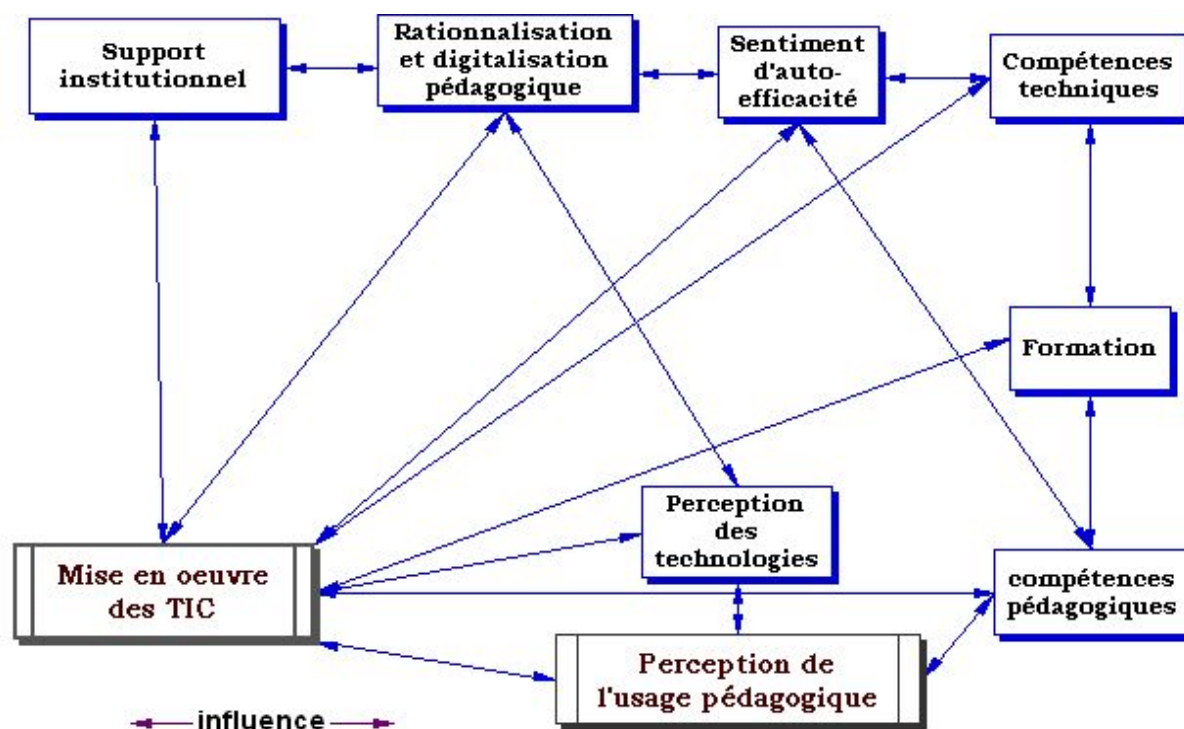 Support
institutionnel
Rationnalisation
et digitalisation
pédagogique
Sentiment
d'auto-
efficacité
Compétences
techniques
Formation
Perception
des
technologies
Mise en oeuvre
des TIC
compétences
pédagogiques
Perception de
l'usage pédagogique
influence